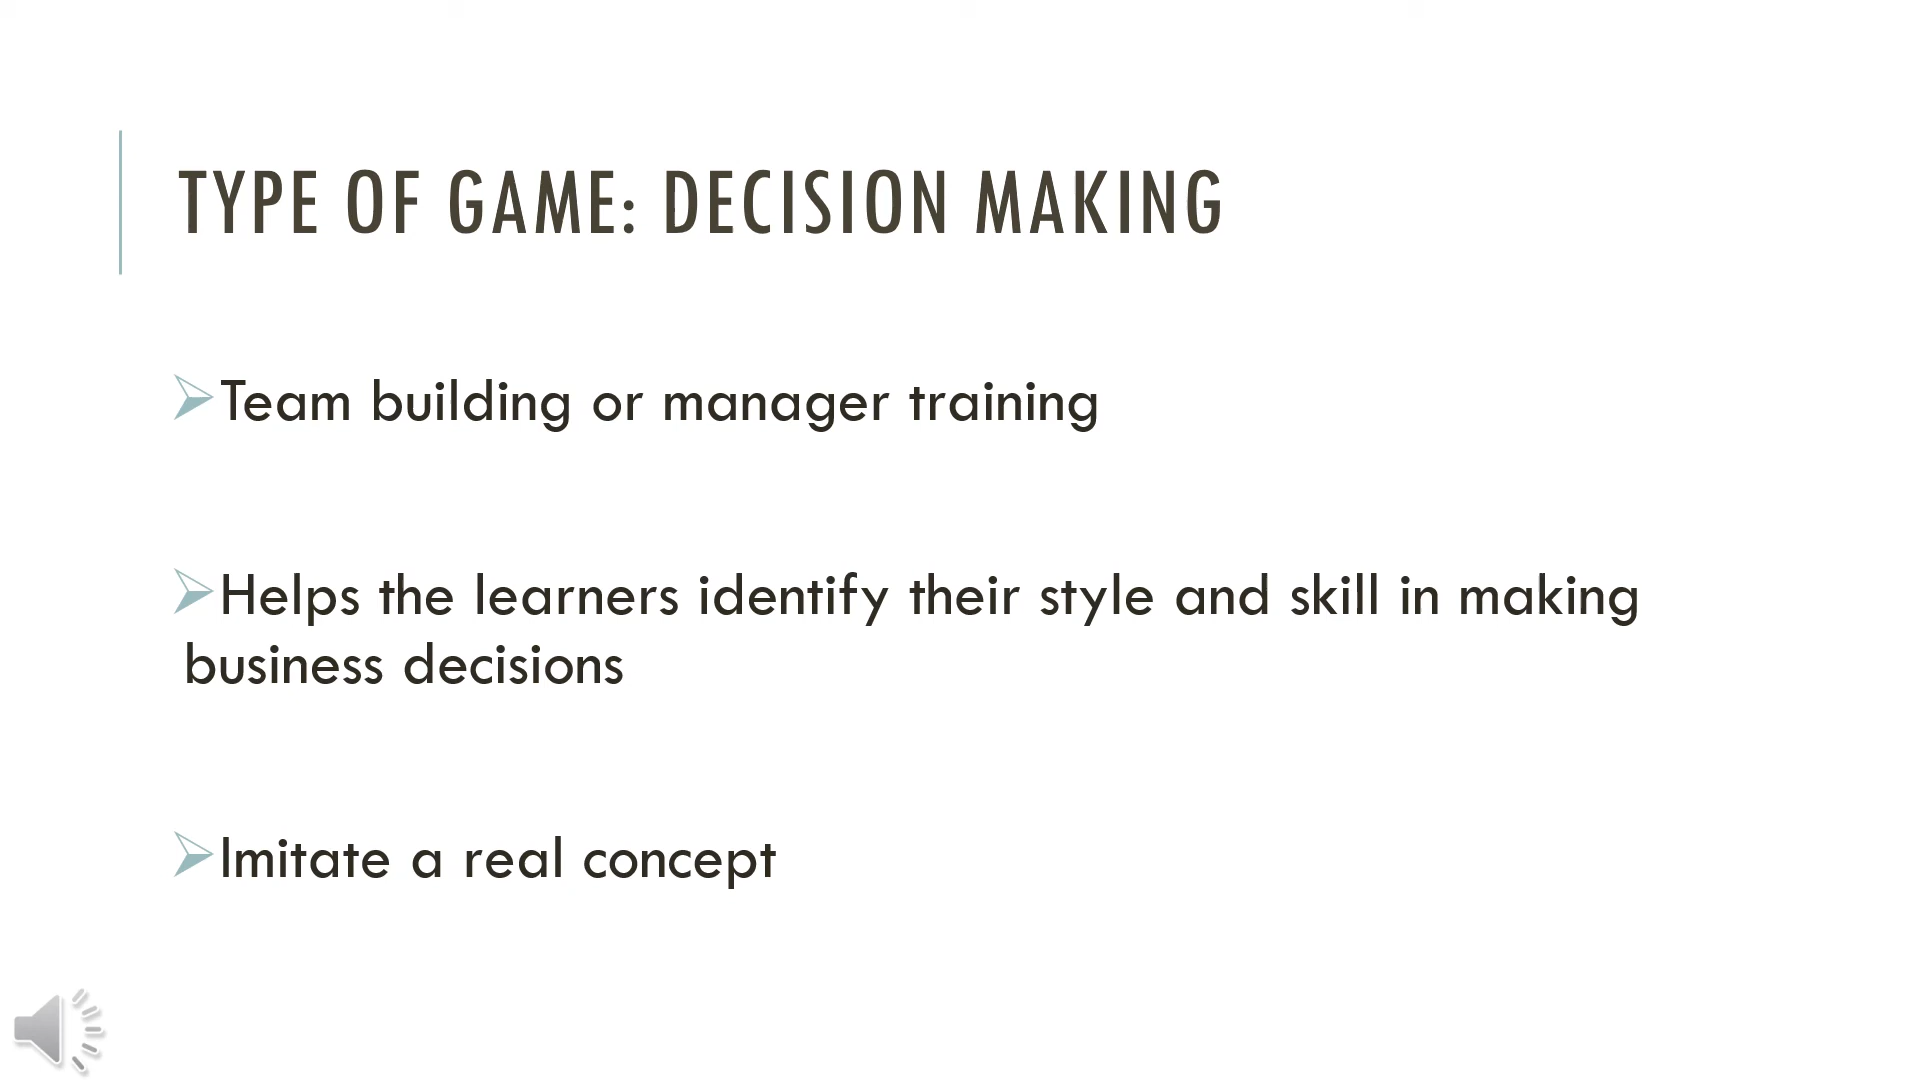 TYPE OF GAME: DECISION MAKING
Team building or manager training
Helps the learners identify their style and skill in making
business decisions
Imitate a real concept